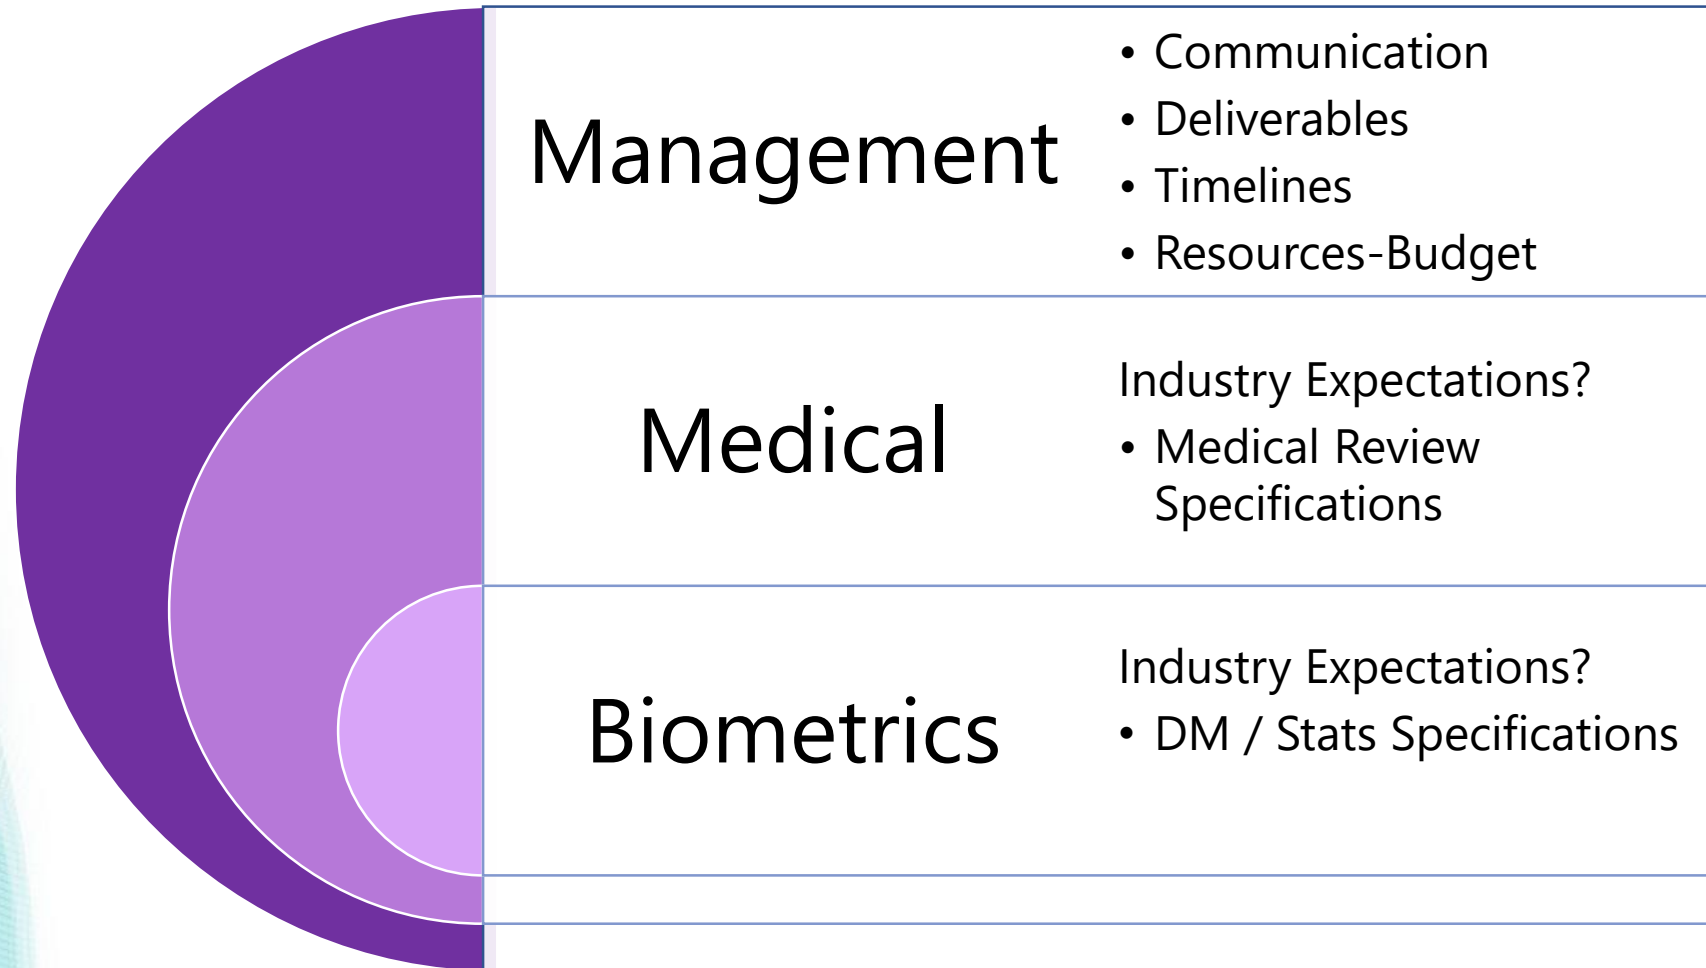 Management
• Communication
• Deliverables
• Timelines
• Resources-Budget
Medical
Industry Expectations?
• Medical Review
Specifications
Biometrics
Industry Expectations?
• DM / Stats Specifications